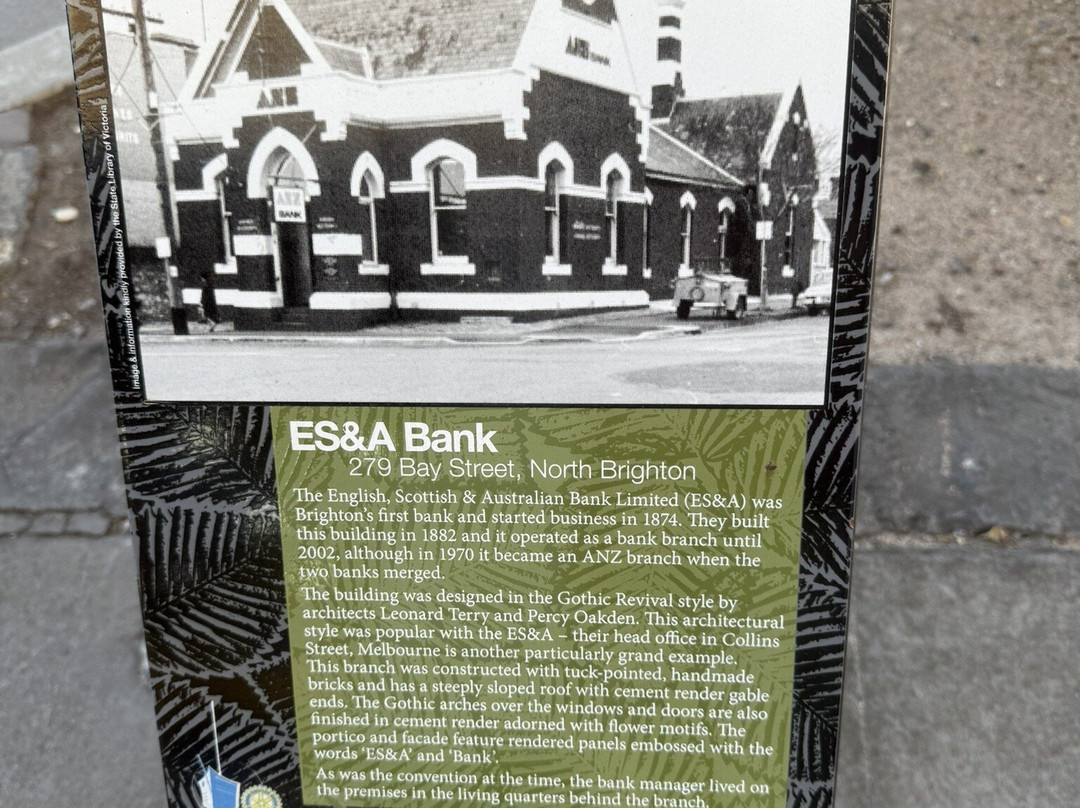 ANZ
ANZ BANK
ANZ
BANK
Image & information kindly provided by the State Library of Victoria
ES&A Bank
279 Bay Street, North Brighton
The English, Scottish & Australian Bank Limited (ES&A) was
Brighton's first bank and started business in 1874. They built
this building in 1882 and it operated as a bank branch until
2002, although in 1970 it became an ANZ branch when the
two banks merged.
The building was designed in the Gothic Revival style by
architects Leonard Terry and Percy Oakden. This architectural
style was popular with the ES&A – their head office in Collins
Street, Melbourne is another particularly grand example.
This branch was constructed with tuck-pointed, handmade
bricks and has a steeply sloped roof with cement render gable
ends. The Gothic arches over the windows and doors are also
finished in cement render adorned with flower motifs. The
portico and facade feature rendered panels embossed with the
words ‘ES&A’ and ‘Bank’.
As was the convention at the time, the bank manager lived on
the premises in the living quarters behind the branch.